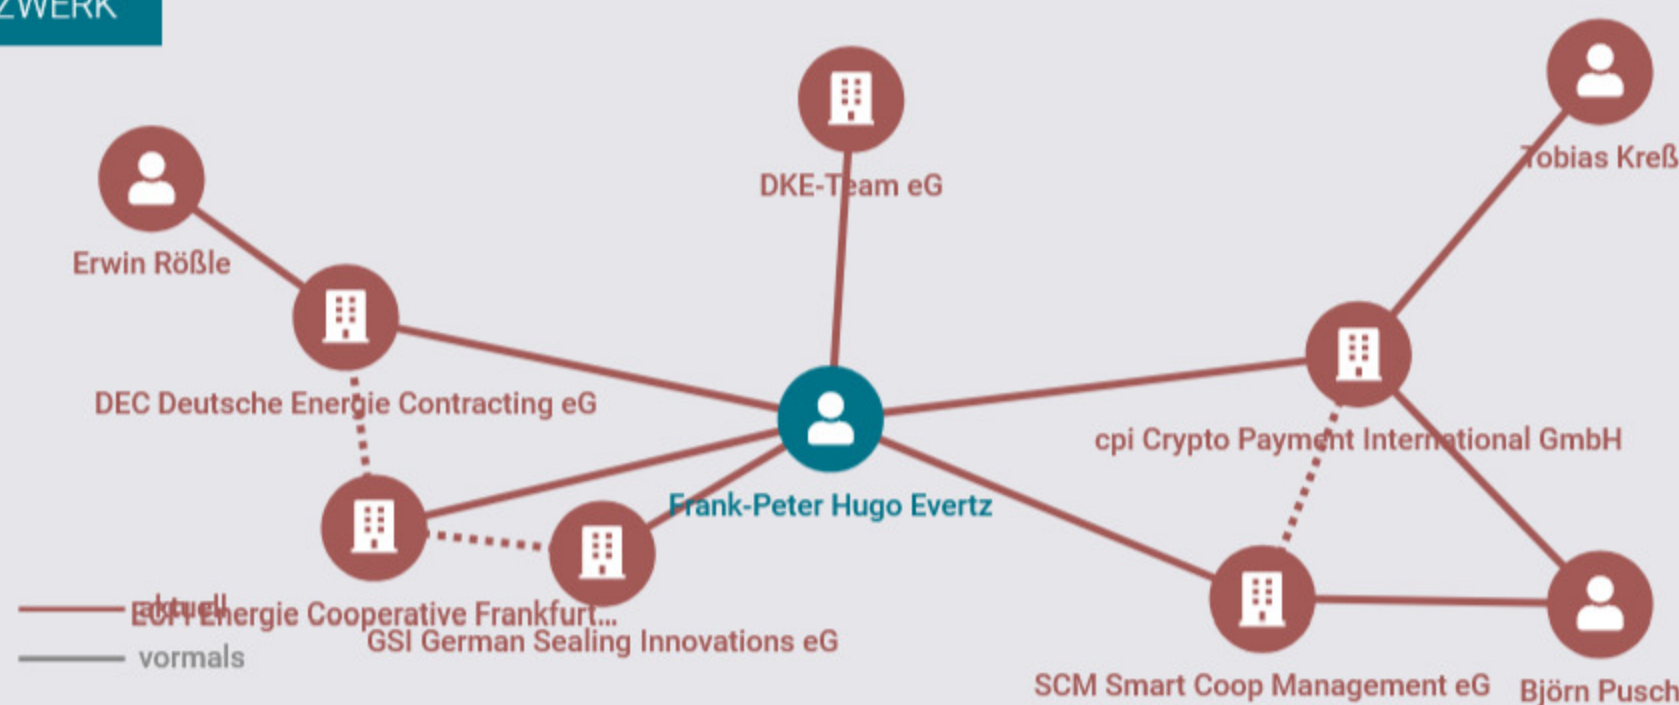 ZWERK
DKE-Team eG
Tobias Kreß
Erwin Rößle
DEC Deutsche Energie Contracting eG
cpi Crypto Payment International GmbH
Frank-Peter Hugo Evertz
aktuell
ECFI Energie Cooperative Frankfurt...
GSI German Sealing Innovations eG
vormals
SCM Smart Coop Management eG
Björn Pusch